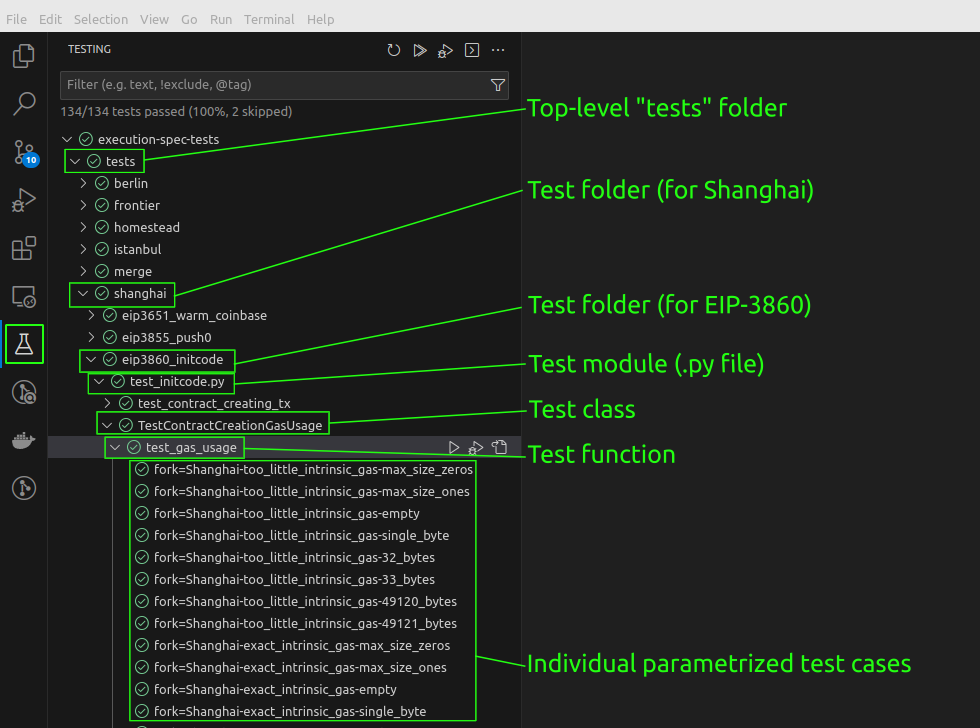 File Edit Selection View Go Run Terminal Help
TESTING
Filter (e.g. text, !exclude, @tag)
134/134 tests passed (100%, 2 skipped)
Top-level "tests" folder
execution-spec-tests
tests
berlin
Test folder (for Shanghai)
frontier
homestead
istanbul
merge
shanghai
Test folder (for EIP-3860)
eip3651_warm_coinbase
eip3855_push0
eip3860_initcode
Test module (.py file)
test_initcode.py
test_contract_creating_tx
Test class
TestContractCreationGasUsage
test_gas_usage
Test function
fork=Shanghai-too_little_intrinsic_gas-max_size_zeros
fork=Shanghai-too_little_intrinsic_gas-max_size_ones
fork=Shanghai-too_little_intrinsic_gas-empty
fork=Shanghai-too_little_intrinsic_gas-single_byte
fork=Shanghai-too_little_intrinsic_gas-32_bytes
fork=Shanghai-too_little_intrinsic_gas-33_bytes
fork=Shanghai-too_little_intrinsic_gas-49120_bytes
fork=Shanghai-too_little_intrinsic_gas-49121_bytes
fork=Shanghai-exact_intrinsic_gas-max_size_zeros
fork=Shanghai-exact_intrinsic_gas-max_size_ones
Individual parametrized test cases
fork=Shanghai-exact_intrinsic_gas-empty
fork=Shanghai-exact_intrinsic_gas-single_byte
10